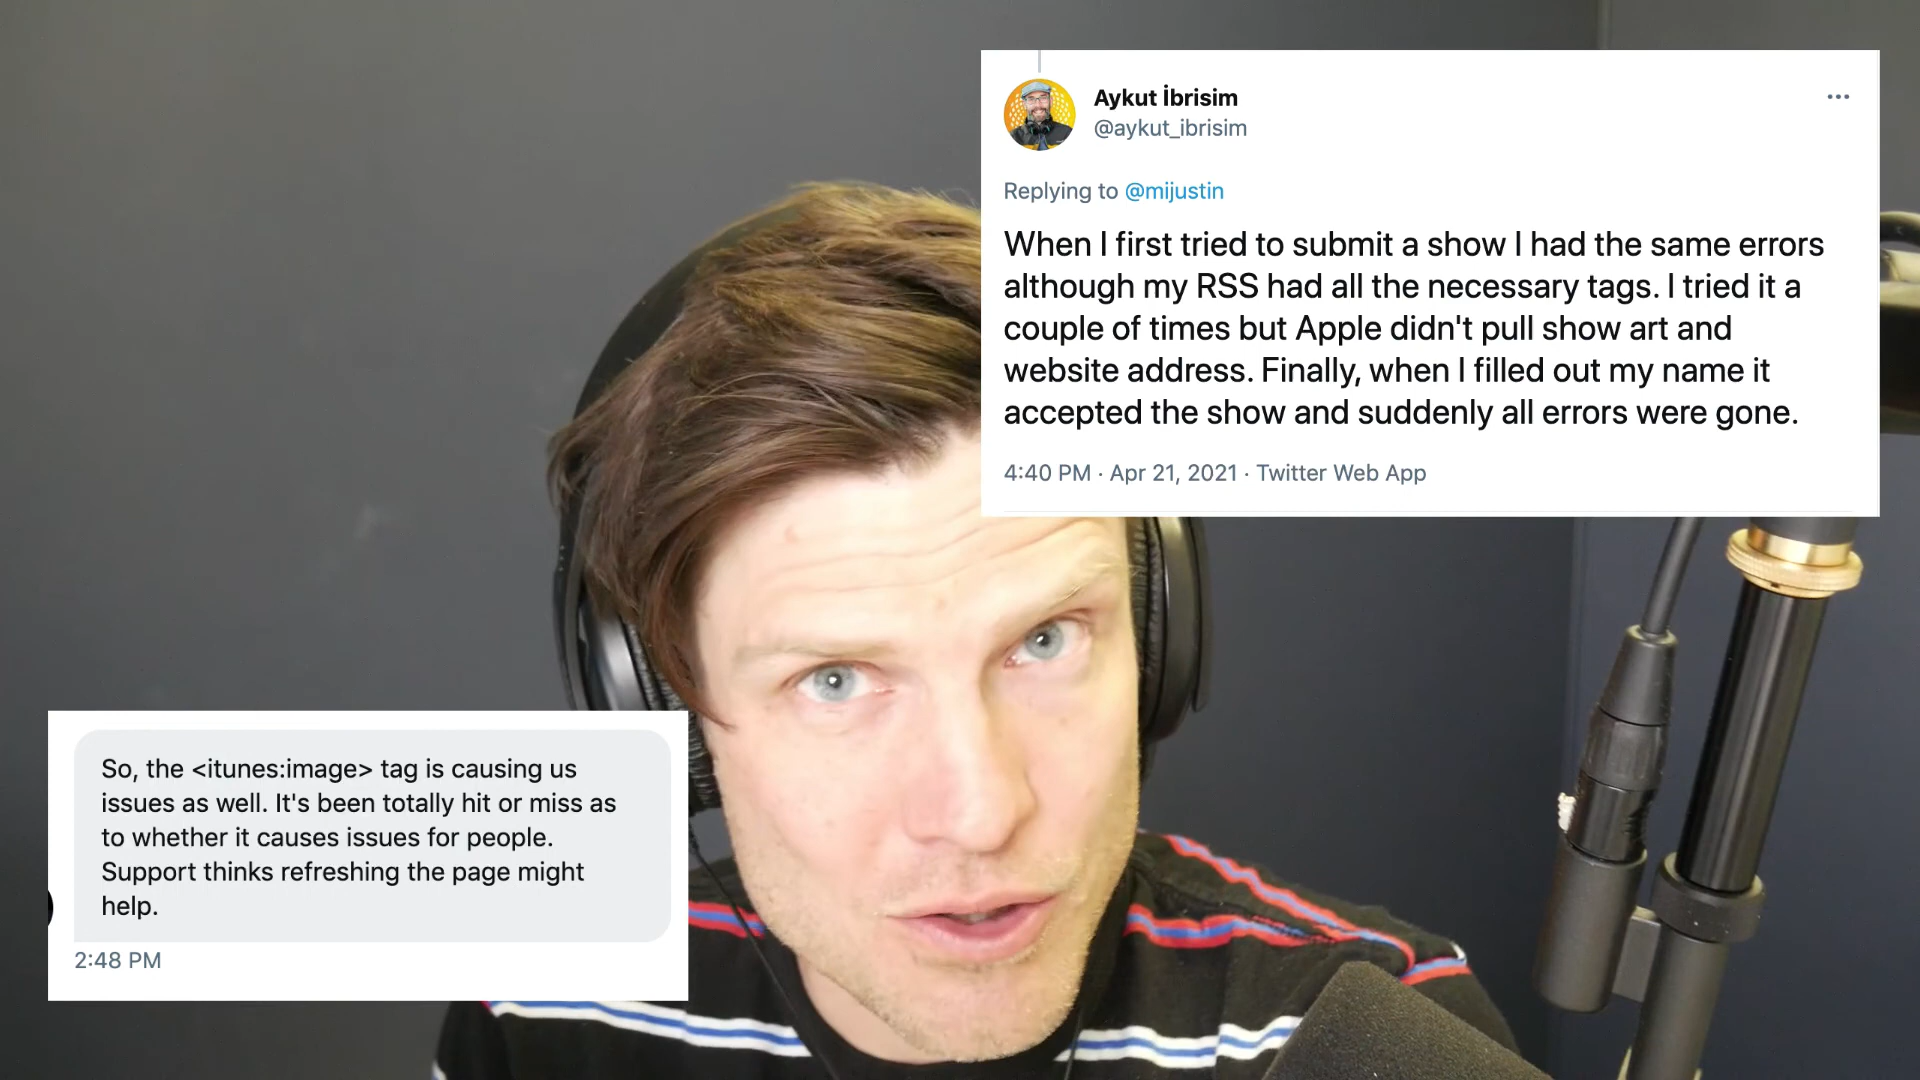 Aykut İbrisim
@aykut_ibrisim
Replying to @mijustin
When I first tried to submit a show I had the same errors
although my RSS had all the necessary tags. I tried it a
couple of times but Apple didn't pull show art and
website address. Finally, when I filled out my name it
accepted the show and suddenly all errors were gone.
4:40 PM · Apr 21, 2021 · Twitter Web App
So, the <itunes:image> tag is causing us
issues as well. It's been totally hit or miss as
to whether it causes issues for people.
Support thinks refreshing the page might
help.
2:48 PM